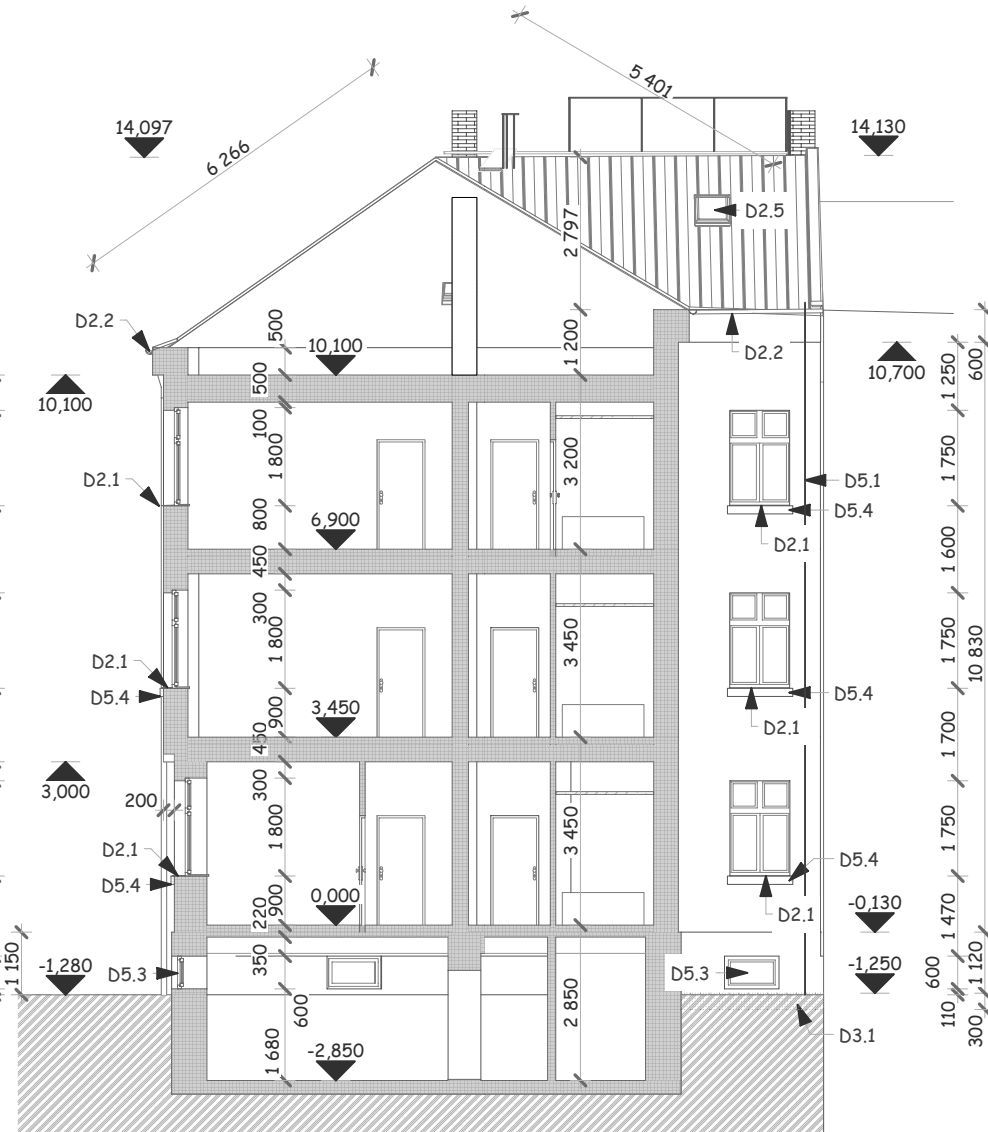 5 401
14,097
14,130
6 266
D2.5
2 797
D2.2
500
10,100
1 200
D2.2
600
10,700
500
1 250
10,100
100
1 800
3 200
1 750
D2.1
D5.1
800
D5.4
6,900
D2.1
450
1 600
300
1 800
3 450
1 750
10 830
D2.1
D5.4
900
D5.4
3,450
D2.1
450
1 700
3,000
300
200
1 800
3 450
1 750
D2.1
D5.4
D5.4
900
0,000
D2.1
220
-0,130
1 470
1 150
350
-1,280
D5.3
D5.3
-1,250
600
1 120
600
2 850
110
300
D3.1
1 680
-2,850